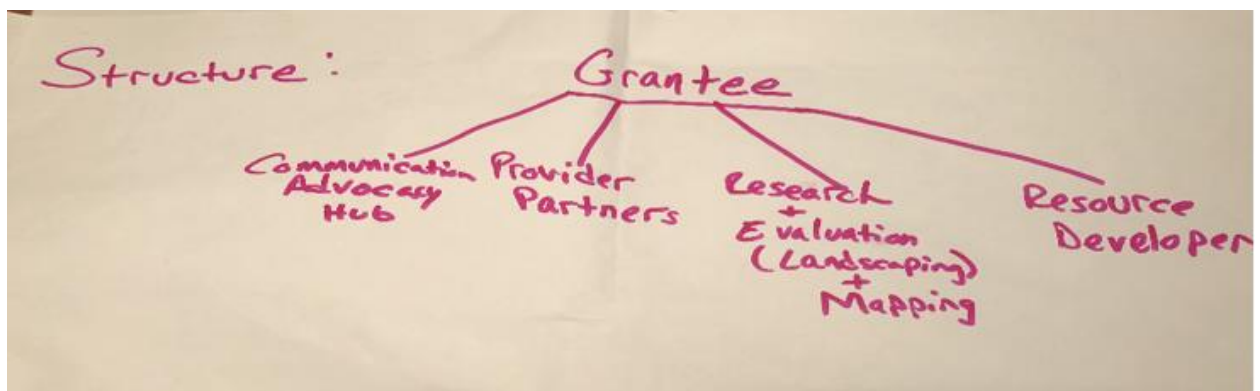 Structure:
Grantee
Communication
Advocacy
Hub
Provider
Partners
Research
+
Evaluation
(Landscaping)
+
Mapping
Resource
Developer